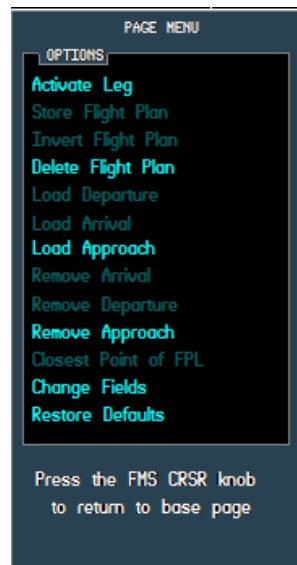 PAGE MENU
OPTIONS
Activate Leg
Store Flight Plan
Invert Flight Plan
Delete Flight Plan
Load Departure
Load Arrival
Load Approach
Remove Arrival
Remove Departure
Remove Approach
Closest Point of FPL
Change Fields
Restore Defaults
Press the FMS CRSR knob
to return to base page